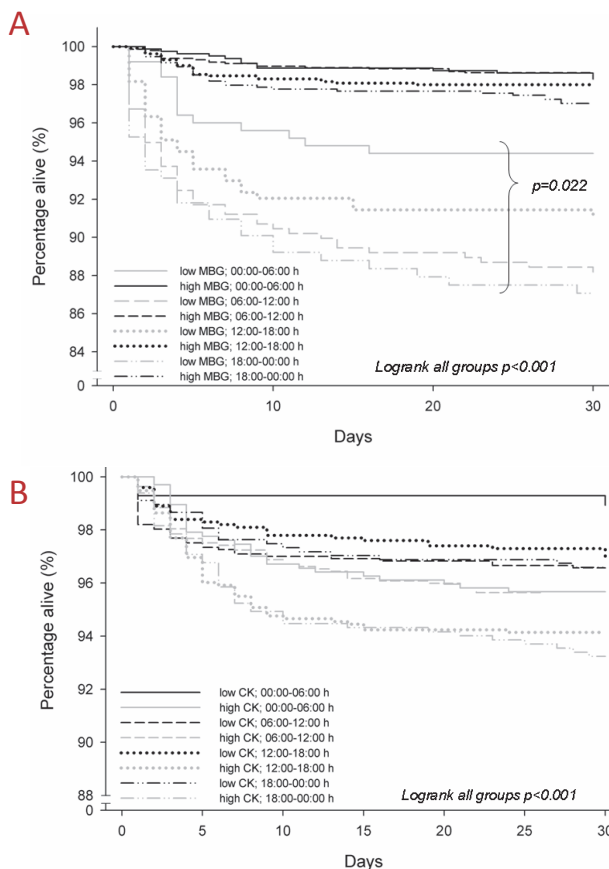 A
100
98
96
94
92
90
88
86
84
0
Percentage alive (%)
p=0.022
low MBG; 00:00-06:00 h
high MBG; 00:00-06:00 h
low MBG; 06:00-12:00 h
high MBG; 06:00-12:00 h
low MBG; 12:00-18:00 h
high MBG; 12:00-18:00 h
low MBG; 18:00-00:00 h
high MBG; 18:00-00:00 h
Logrank all groups p<0.001
0 10 20 30
Days
B
100
98
96
94
92
90
88
0
Percentage alive (%)
low CK; 00:00-06:00 h
high CK; 00:00-06:00 h
low CK; 06:00-12:00 h
high CK; 06:00-12:00 h
low CK; 12:00-18:00 h
high CK; 12:00-18:00 h
low CK; 18:00-00:00 h
high CK; 18:00-00:00 h
Logrank all groups p<0.001
0 5 10 15 20 25 30
Days